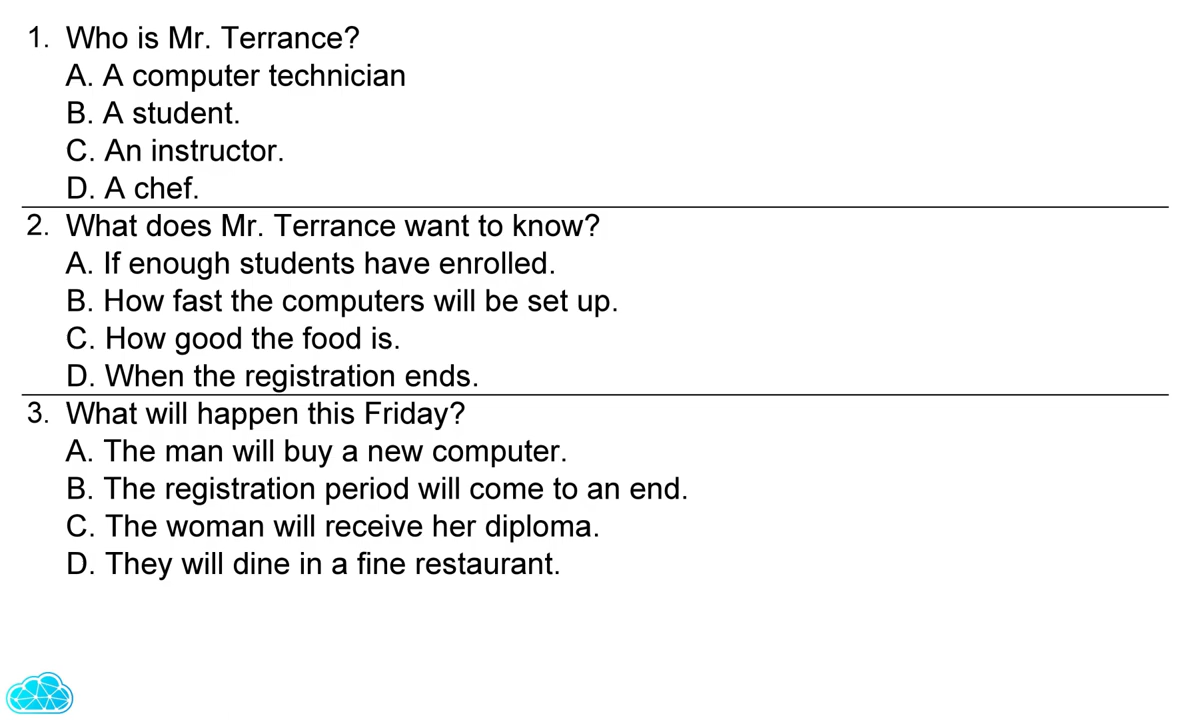 1. Who is Mr. Terrance?
A. A computer technician
B. A student.
C. An instructor.
D. A chef.
2. What does Mr. Terrance want to know?
A. If enough students have enrolled.
B. How fast the computers will be set up.
C. How good the food is.
D. When the registration ends.
3. What will happen this Friday?
A. The man will buy a new computer.
B. The registration period will come to an end.
C. The woman will receive her diploma.
D. They will dine in a fine restaurant.